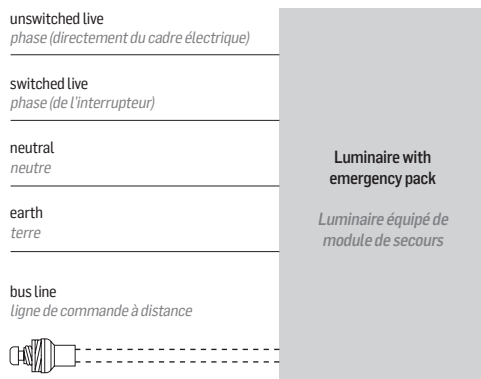 unswitched live
phase (directement du cadre électrique)
switched live
phase (de l'interrupteur)
neutral
neutre
earth
terre
bus line
ligne de commande à distance
Luminaire with
emergency pack
Luminaire équipé de
module de secours